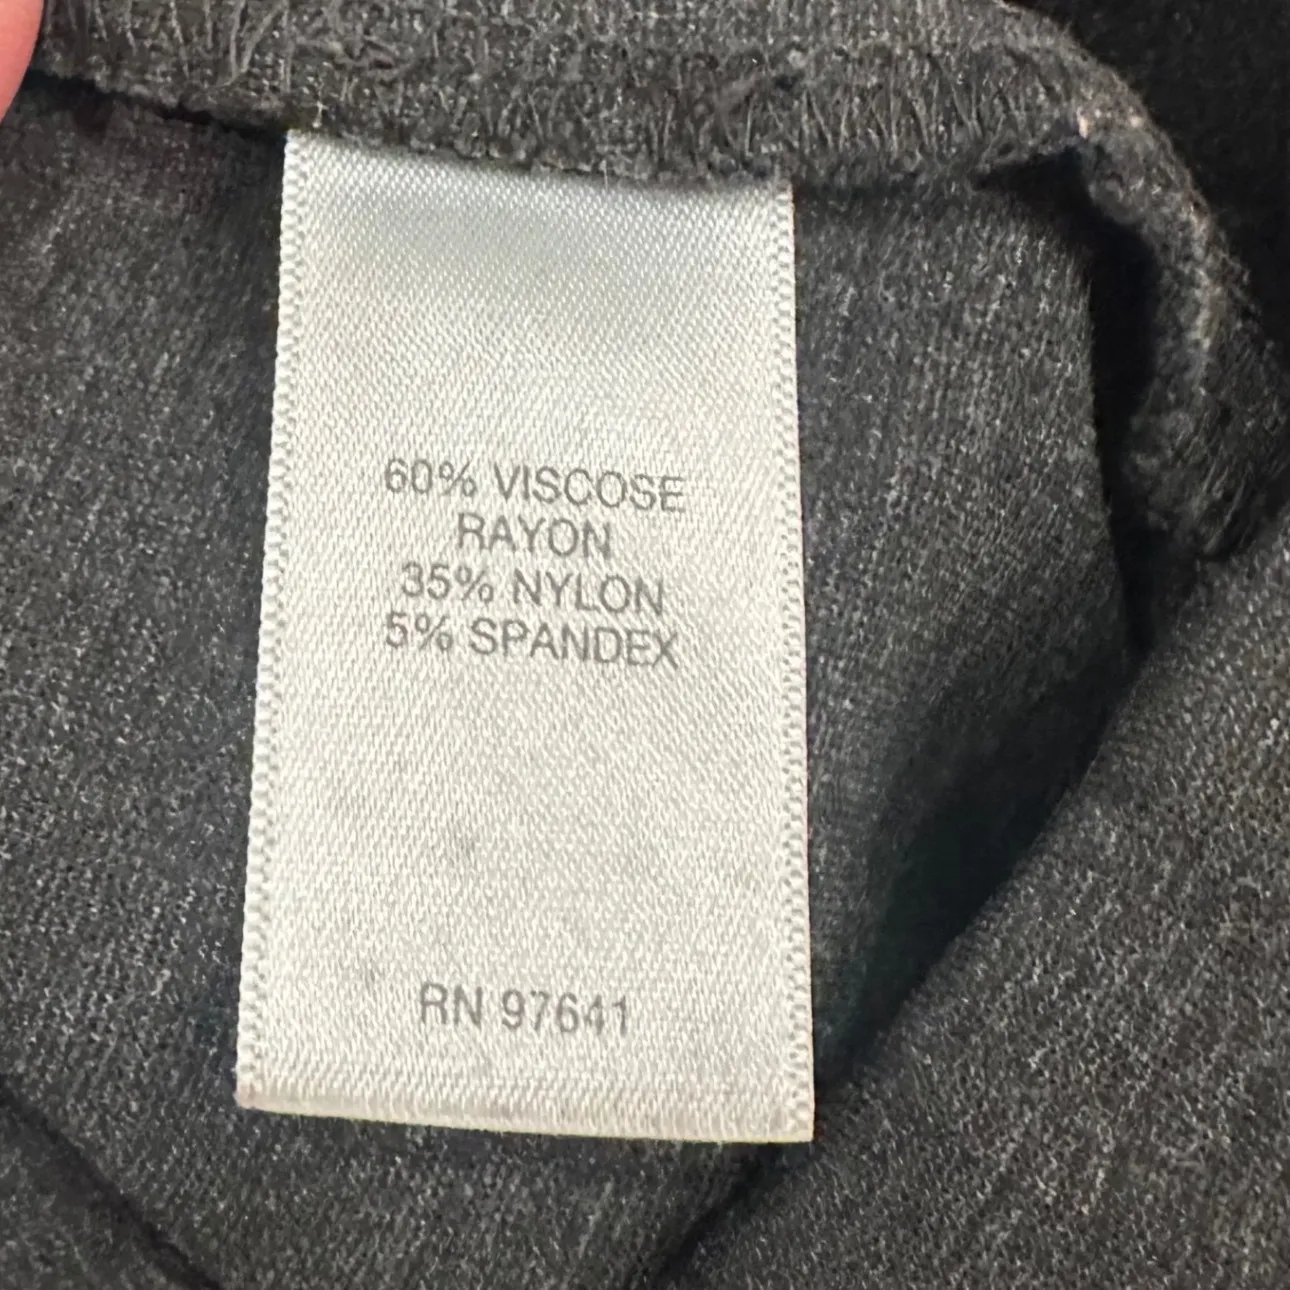 60% VISCOSE
RAYON
35% NYLON
5% SPANDEX
RN 97641